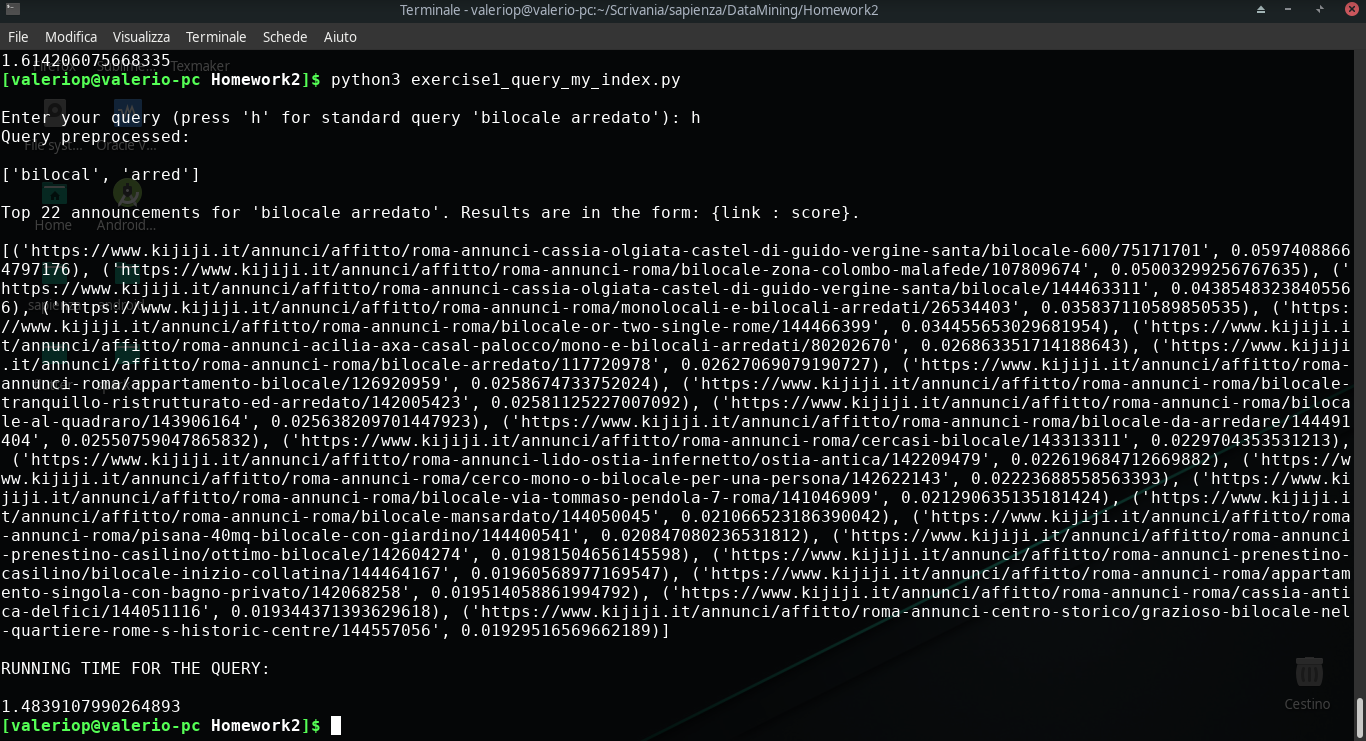 Terminale - valeriop@valerio-pc:~/Scrivania/sapienza/DataMining/Homework2
File Modifica Visualizza Terminale Schede Aiuto
1.614206075668335
Texmaker
[valeriop@valerio-pc Homework2]$ python3 exercise1_query_my_index.py
Enter your query (press 'h' for standard query 'bilocale arredato'): h
Query preprocessed:
File syst... Oracle V...
['bilocal', 'arred']
Top 22 announcements for 'bilocale arredato'. Results are in the form: {link : score}.
Home Android...
[('https://www.kijiji.it/annunci/affitto/roma-annunci-cassia-olgiata-castel-di-guido-vergine-santa/bilocale-600/75171701', 0.0597408866
4797176), ('https://www.kijiji.it/annunci/affitto/roma-annunci-roma/bilocale-zona-colombo-malafede/107809674', 0.05003299256767635), ('
https://www.kijiji.it/annunci/affitto/roma-annunci-cassia-olgiata-castel-di-guido-vergine-santa/bilocale/144463311', 0.0438548323840556
6), ('https://www.kijiji.it/annunci/affitto/roma-annunci-roma/monolocali-e-bilocali-arredati/26534403', 0.035837110589850535), ('https:
//www.kijiji.it/annunci/affitto/roma-annunci-roma/bilocale-or-two-single-rome/144466399', 0.034455653029681954), ('https://www.kijiji.i
t/annunci/affitto/roma-annunci-acilia-axa-casal-palocco/mono-e-bilocali-arredati/80202670', 0.026863351714188643), ('https://www.kijiji
.it/annunci/affitto/roma-annunci-roma/bilocale-arredato/117720978', 0.02627069079190727), ('https://www.kijiji.it/annunci/affitto/roma-
annunci-roma/appartamento-bilocale/126920959', 0.0258674733752024), ('https://www.kijiji.it/annunci/affitto/roma-annunci-roma/bilocale-
tranquillo-ristrutturato-ed-arredato/142005423', 0.02581125227007092), ('https://www.kijiji.it/annunci/affitto/roma-annunci-roma/biloca
le-al-quadraro/143906164', 0.025638209701447923), ('https://www.kijiji.it/annunci/affitto/roma-annunci-roma/bilocale-da-arredare/144491
404', 0.02550759047865832), ('https://www.kijiji.it/annunci/affitto/roma-annunci-roma/cercasi-bilocale/143313311', 0.0229704353531213),
('https://www.kijiji.it/annunci/affitto/roma-annunci-lido-ostia-infernetto/ostia-antica/142209479', 0.022619684712669882), ('https://w
ww.kijiji.it/annunci/affitto/roma-annunci-roma/cerco-mono-o-bilocale-per-una-persona/142622143', 0.02223688558563393), ('https://www.ki
jiji.it/annunci/affitto/roma-annunci-roma/bilocale-via-tommaso-pendola-7-roma/141046909', 0.021290635135181424), ('https://www.kijiji.i
t/annunci/affitto/roma-annunci-roma/bilocale-mansardato/144050045', 0.021066523186390042), ('https://www.kijiji.it/annunci/affitto/roma
-annunci-roma/pisana-40mq-bilocale-con-giardino/144400541', 0.020847080236531812), ('https://www.kijiji.it/annunci/affitto/roma-annunci
-prenestino-casilino/ottimo-bilocale/142604274', 0.01981504656145598), ('https://www.kijiji.it/annunci/affitto/roma-annunci-prenestino-
casilino/bilocale-inizio-collatina/144464167', 0.01960568977169547), ('https://www.kijiji.it/annunci/affitto/roma-annunci-roma/appartam
ento-singola-con-bagno-privato/142068258', 0.019514058861994792), ('https://www.kijiji.it/annunci/affitto/roma-annunci-roma/cassia-anti
ca-delfici/144051116', 0.019344371393629618), ('https://www.kijiji.it/annunci/affitto/roma-annunci-centro-storico/grazioso-bilocale-nel
-quartiere-rome-s-historic-centre/144557056', 0.01929516569662189)]
RUNNING TIME FOR THE QUERY:
1.4839107990264893
Cestino
[valeriop@valerio-pc Homework2]$